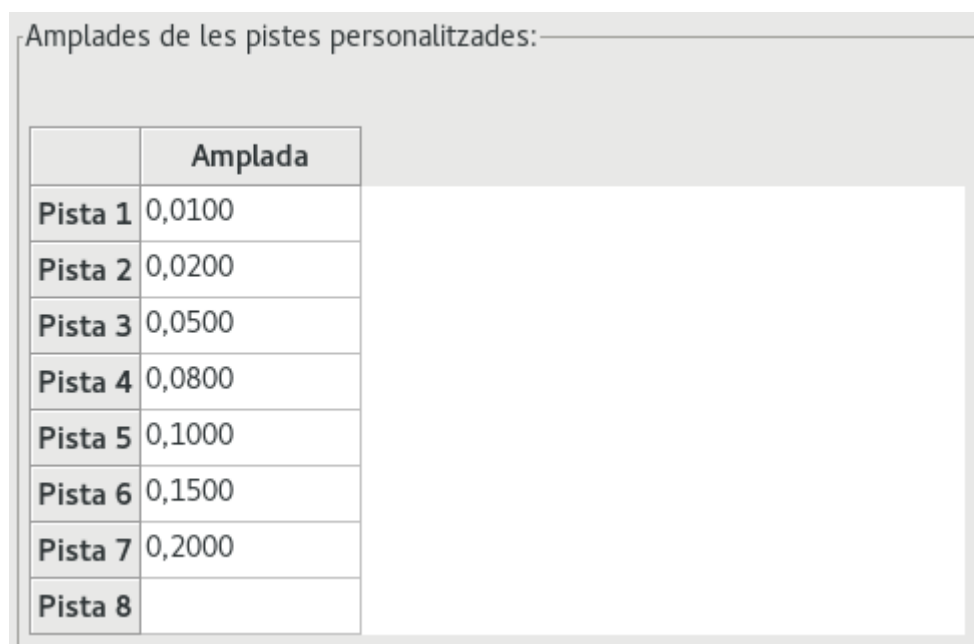 Amplades de les pistes personalitzades:
Amplada
Pista 1 0,0100
Pista 2 0,0200
Pista 3 0,0500
Pista 4 0,0800
Pista 5 0,1000
Pista 6 0,1500
Pista 7 0,2000
Pista 8